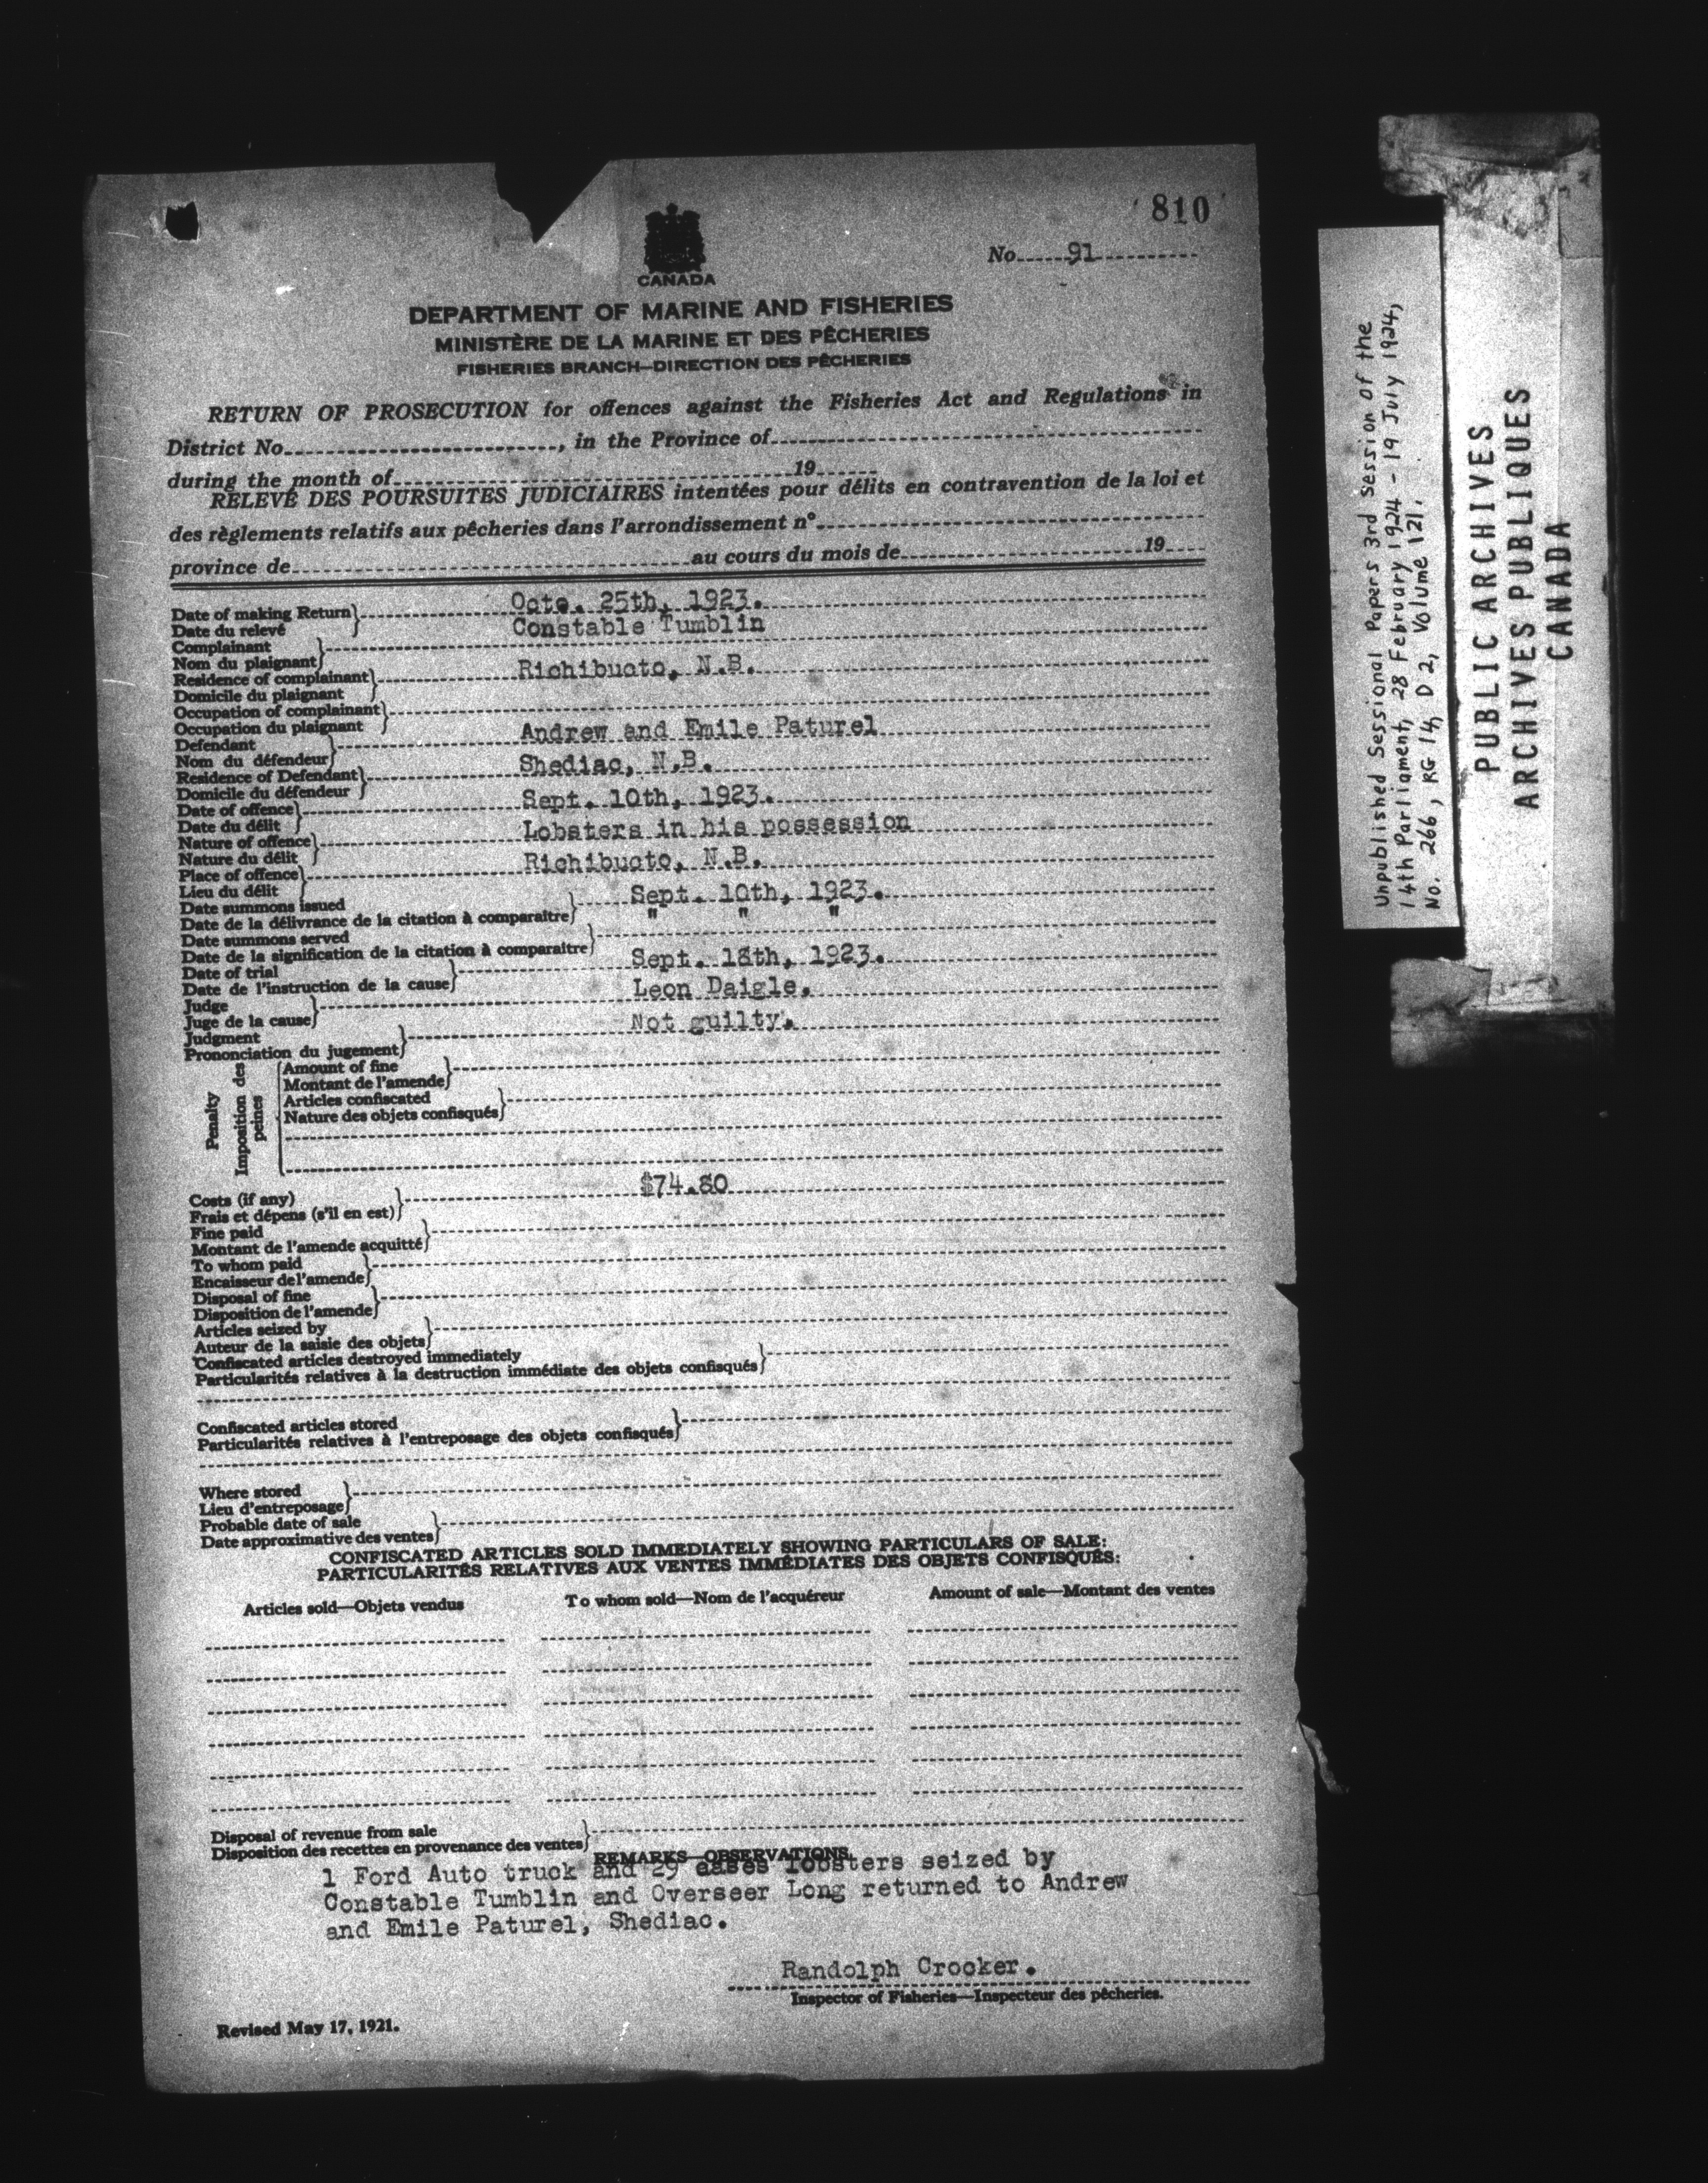 810
No 91
CANADA
DEPARTMENT OF MARINE AND FISHERIES
MINISTÈRE DE LA MARINE ET DES PÊCHERIES
FISHERIES BRANCH—DIRECTION DES PÊCHERIES
RETURN OF PROSECUTION for offences against the Fisheries Act and Regulations in
District No. , in the Province of
during the month of 19
RELEVÉ DES POURSUITES JUDICIAIRES intentées pour délits en contravention de la loi et
des règlements relatifs aux pêcheries dans l'arrondissement n°
province de au cours du mois de 19
Date of making Return Octo. 25th, 1923.
Date du relevé
Complainant Constable Tumblin
Nom du plaignant
Residence of complainant Richibucto, N.B.
Domicile du plaignant
Occupation of complainant
Occupation du plaignant
Defendant Andrew and Emile Paturel
Nom du défendeur
Residence of Defendant Shediac, N.B.
Domicile du défendeur
Date of offence Sept. 10th, 1923.
Date du délit
Nature of offence Lobsters in his possession
Nature du délit
Place of offence Richibucto, N.B.
Lieu du délit
Date summons issued Sept. 10th, 1923.
Date de la délivrance de la citation à comparaître
Date summons served " " "
Date de la signification de la citation à comparaître
Date of trial Sept. 18th, 1923.
Date de l'instruction de la cause
Judge Leon Daigle.
Juge de la cause
Judgment Not guilty.
Prononciation du jugement
Penalty
Imposition des peines
Amount of fine
Montant de l'amende
Articles confiscated
Nature des objets confisqués
Costs (if any) $74.80
Frais et dépens (s'il en est)
Fine paid
Montant de l'amende acquitté
To whom paid
Encaisseur de l'amende
Disposal of fine
Disposition de l'amende
Articles seized by
Auteur de la saisie des objets
Confiscated articles destroyed immediately
Particularités relatives à la destruction immédiate des objets confisqués
Confiscated articles stored
Particularités relatives à l'entreposage des objets confisqués
Where stored
Lieu d'entreposage
Probable date of sale
Date approximative des ventes
CONFISCATED ARTICLES SOLD IMMEDIATELY SHOWING PARTICULARS OF SALE:
PARTICULARITÉS RELATIVES AUX VENTES IMMÉDIATES DES OBJETS CONFISQUÉS:
Articles sold—Objets vendus To whom sold—Nom de l'acquéreur Amount of sale—Montant des ventes
Disposal of revenue from sale
Disposition des recettes en provenance des ventes
REMARKS—OBSERVATIONS
1 Ford Auto truck and 29 cases lobsters seized by
Constable Tumblin and Overseer Long returned to Andrew
and Emile Paturel, Shediac.
Randolph Crocker.
Inspector of Fisheries—Inspecteur des pêcheries.
Revised May 17, 1921.
Unpublished Sessional Papers 3rd Session of the
14th Parliament, 28 February 1924 - 19 July 1924,
No. 266, RG 14, D 2, Volume 121.
PUBLIC ARCHIVES
ARCHIVES PUBLIQUES
CANADA